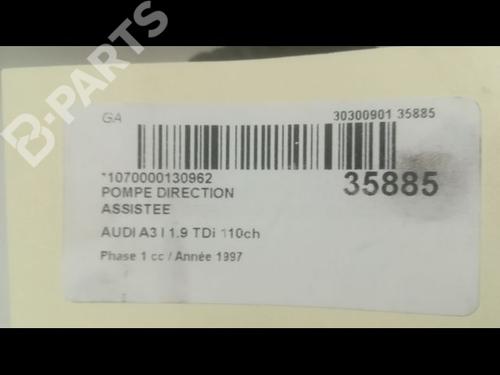 B-PARTS
GA 30300901 35885
*1070000130962 35885
POMPE DIRECTION
ASSISTEE
AUDI A3 I 1.9 TDi 110ch
Phase 1 cc / Année 1997